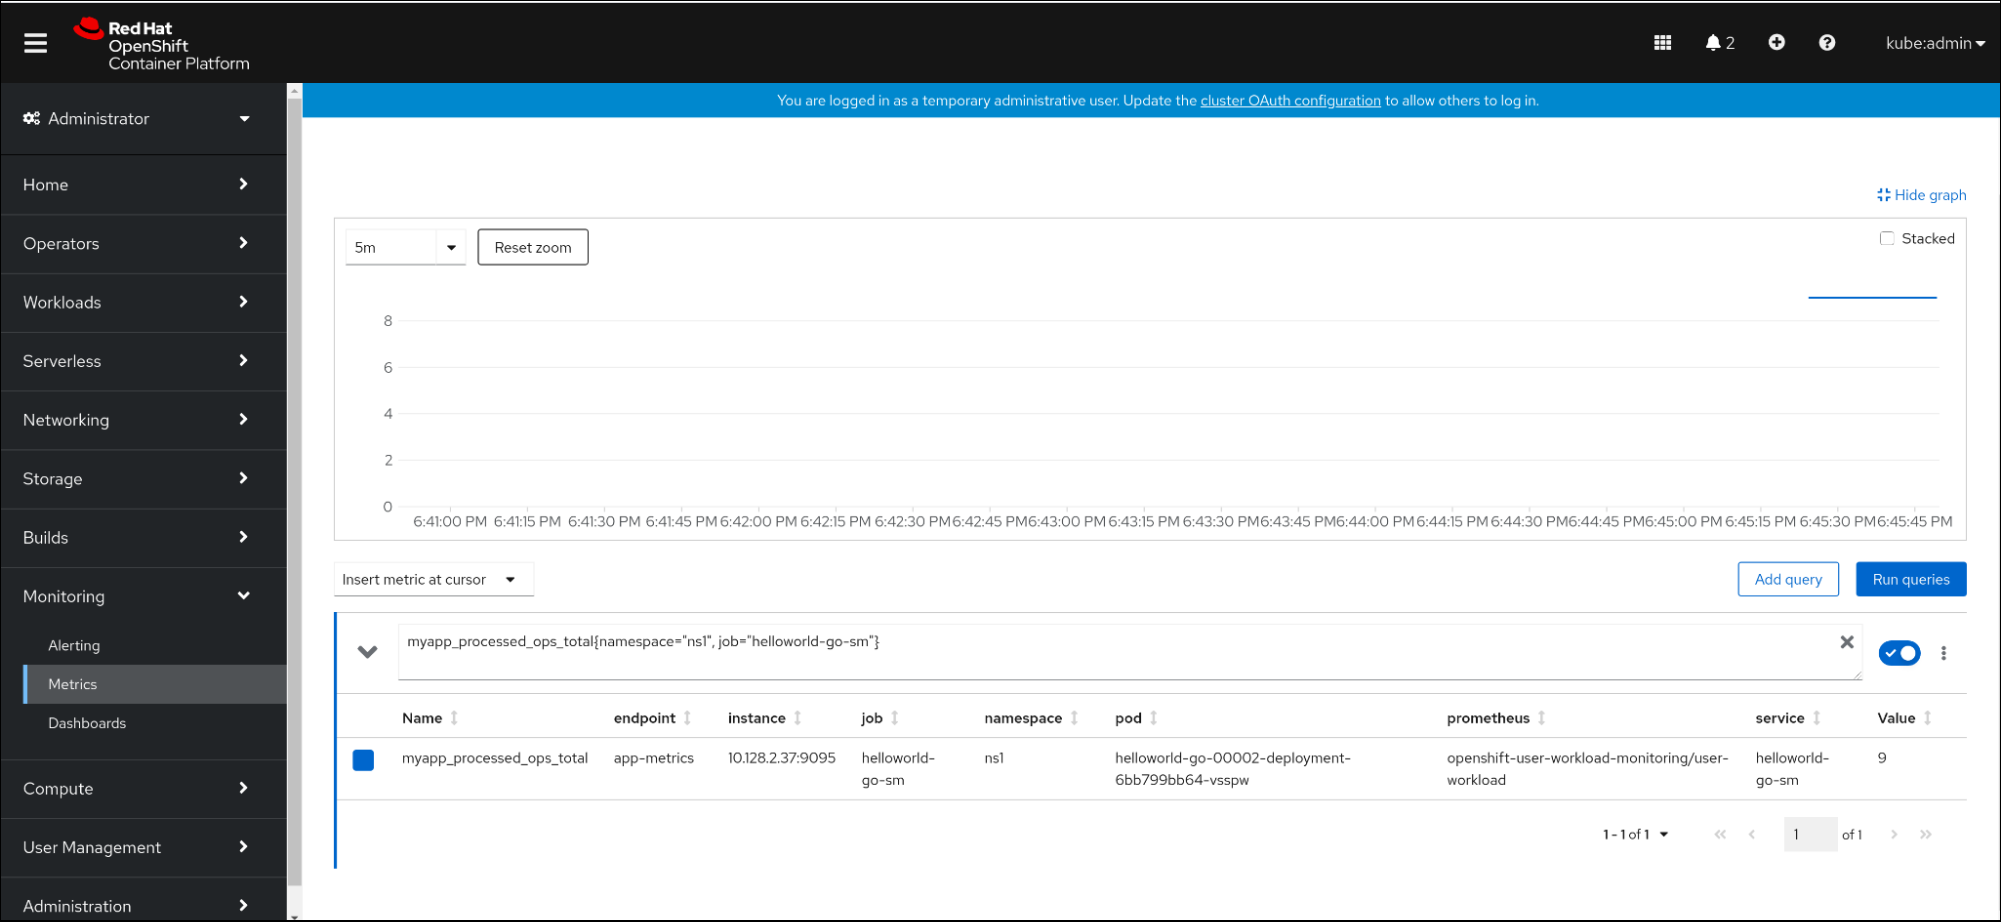 Red Hat
OpenShift
Container Platform
2
kube:admin
Administrator
You are logged in as a temporary administrative user. Update the cluster OAuth configuration to allow others to log in.
Home
Operators
Workloads
Serverless
Networking
Storage
Builds
Monitoring
Alerting
Metrics
Dashboards
Compute
User Management
Administration
Hide graph
5m
Reset zoom
Stacked
8
6
4
2
0
6:41:00 PM 6:41:15 PM 6:41:30 PM 6:41:45 PM 6:42:00 PM 6:42:15 PM 6:42:30 PM 6:42:45 PM 6:43:00 PM 6:43:15 PM 6:43:30 PM 6:43:45 PM 6:44:00 PM 6:44:15 PM 6:44:30 PM 6:44:45 PM 6:45:00 PM 6:45:15 PM 6:45:30 PM 6:45:45 PM
Insert metric at cursor
Add query
Run queries
myapp_processed_ops_total{namespace="ns1", job="helloworld-go-sm"}
Name endpoint instance job namespace pod prometheus service Value
myapp_processed_ops_total app-metrics 10.128.2.37:9095 helloworld- ns1 helloworld-go-00002-deployment- openshift-user-workload-monitoring/user- helloworld- 9
go-sm 6bb799bb64-vsspw workload go-sm
1 - 1 of 1
1 of 1